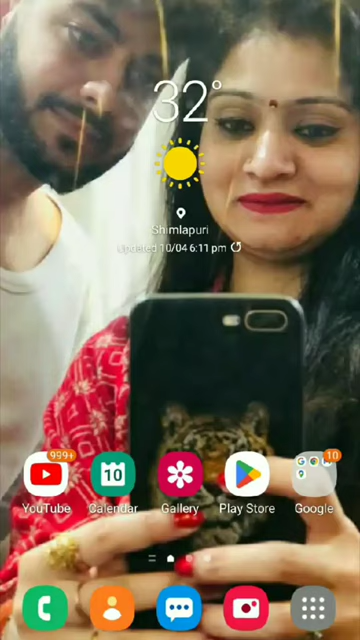 32°
Shimlapuri
Updated 10/04 6:11 pm
999+
10
10
YouTube
Calendar
Gallery
Play Store
Google